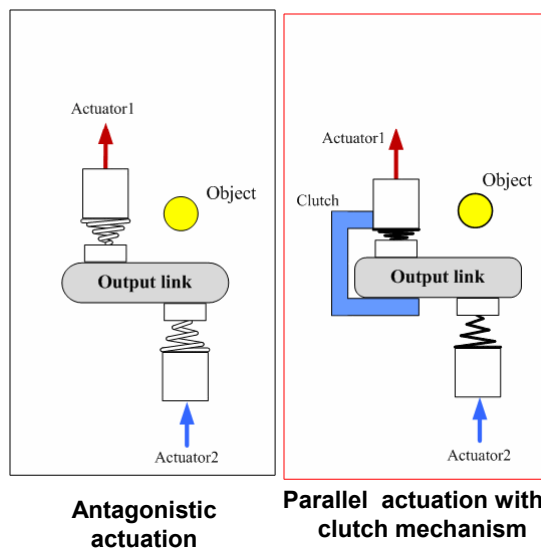 Actuator1
Object
Output link
Actuator2
Antagonistic
actuation
Actuator1
Object
Clutch
Output link
Actuator2
Parallel actuation with
clutch mechanism